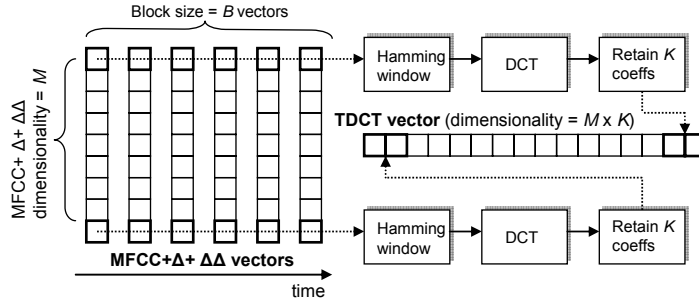 Block size = B vectors
MFCC+ Δ+ ΔΔ
dimensionality = M
Hamming
window
DCT
Retain K
coeffs
TDCT vector (dimensionality = M x K)
Hamming
window
DCT
Retain K
coeffs
MFCC+Δ+ ΔΔ vectors
time